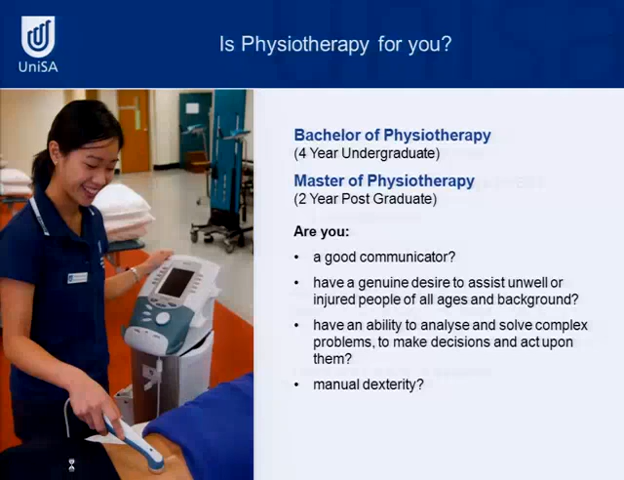 Is Physiotherapy for you?
UniSA
Bachelor of Physiotherapy
(4 Year Undergraduate)
Master of Physiotherapy
(2 Year Post Graduate)
Are you:
• a good communicator?
• have a genuine desire to assist unwell or
injured people of all ages and background?
• have an ability to analyse and solve complex
problems, to make decisions and act upon
them?
• manual dexterity?